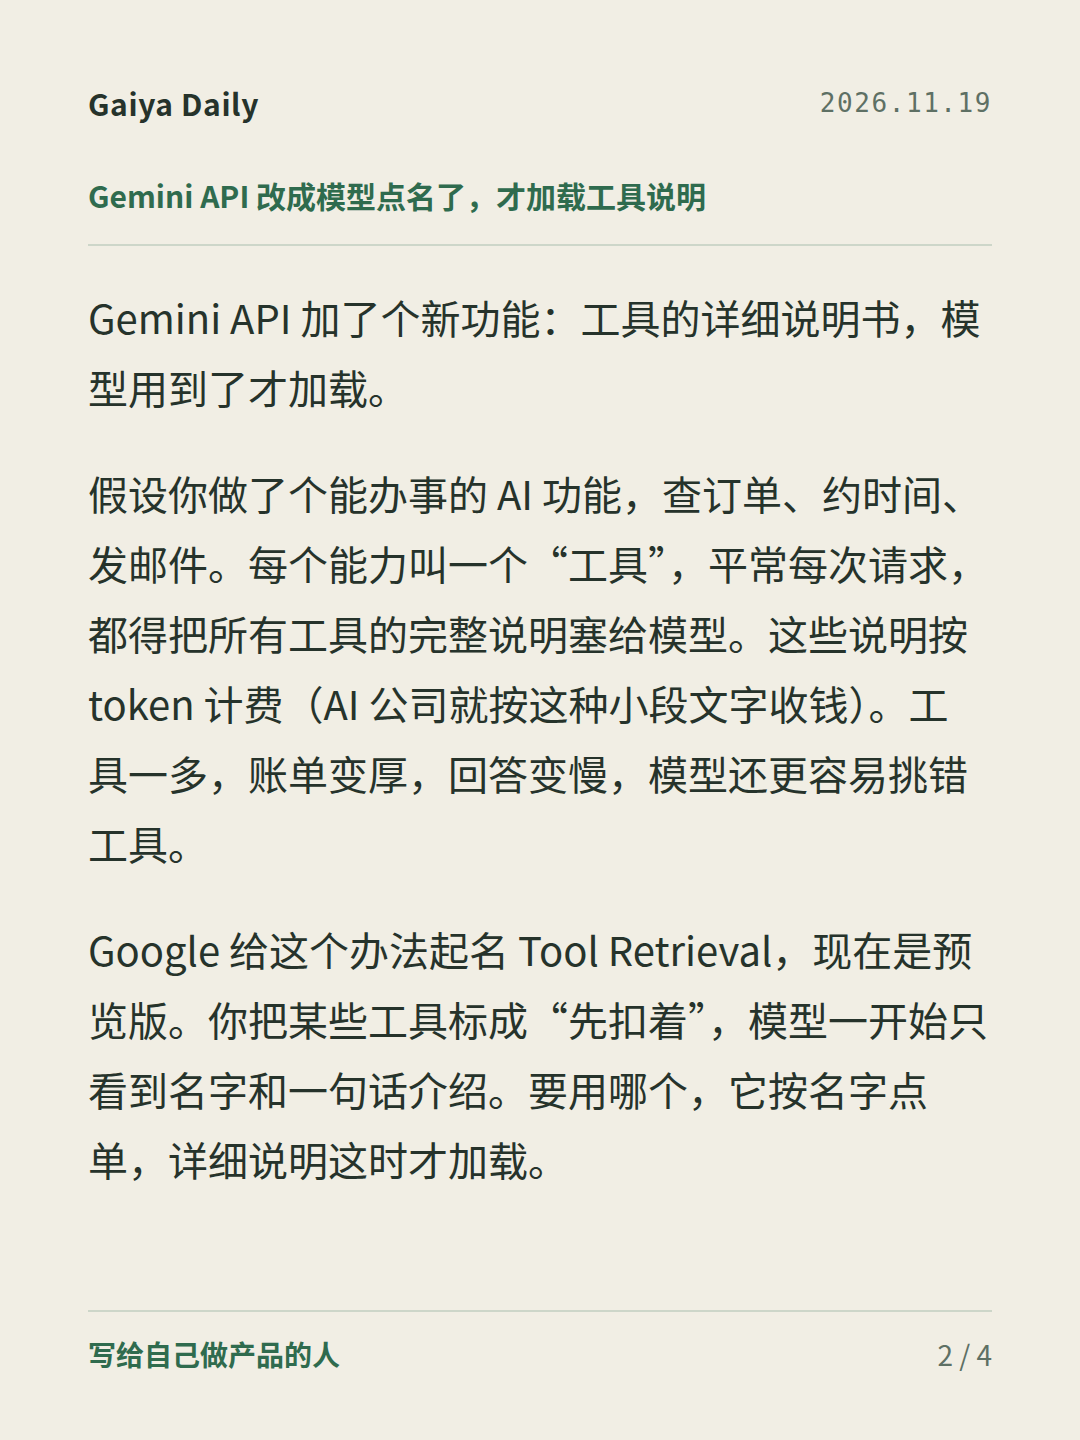 Gaiya Daily
2026.11.19
Gemini API 改成模型点名了，才加载工具说明
Gemini API 加了个新功能：工具的详细说明书，模
型用到了才加载。
假设你做了个能办事的 AI 功能，查订单、约时间、
发邮件。每个能力叫一个“工具”，平常每次请求，
都得把所有工具的完整说明塞给模型。这些说明按
token 计费（AI 公司就按这种小段文字收钱）。工
具一多，账单变厚，回答变慢，模型还更容易挑错
工具。
Google 给这个办法起名 Tool Retrieval，现在是预
览版。你把某些工具标成“先扣着”，模型一开始只
看到名字和一句话介绍。要用哪个，它按名字点
单，详细说明这时才加载。
写给自己做产品的人
2 / 4